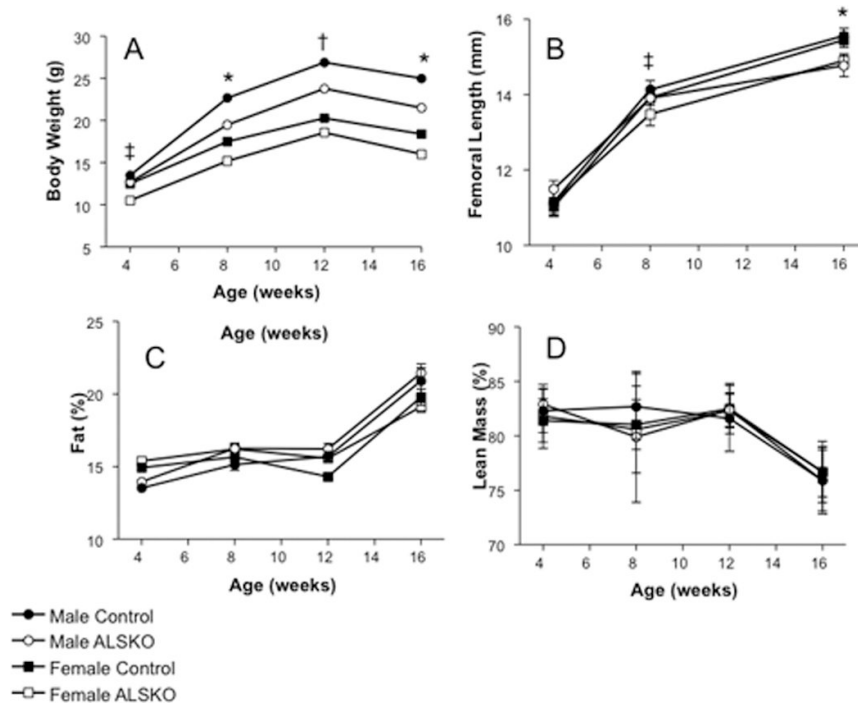 A
Body Weight (g)
30
25
20
15
10
5
‡
*
†
*
4 6 8 10 12 14 16
Age (weeks)
B
Femoral Length (mm)
16
14
12
10
‡
*
4 6 8 10 12 14 16
Age (weeks)
Age (weeks)
C
Fat (%)
25
20
15
10
4 6 8 10 12 14 16
Age (weeks)
D
Lean Mass (%)
90
85
80
75
70
4 6 8 10 12 14 16
Age (weeks)
Male Control
Male ALSKO
Female Control
Female ALSKO